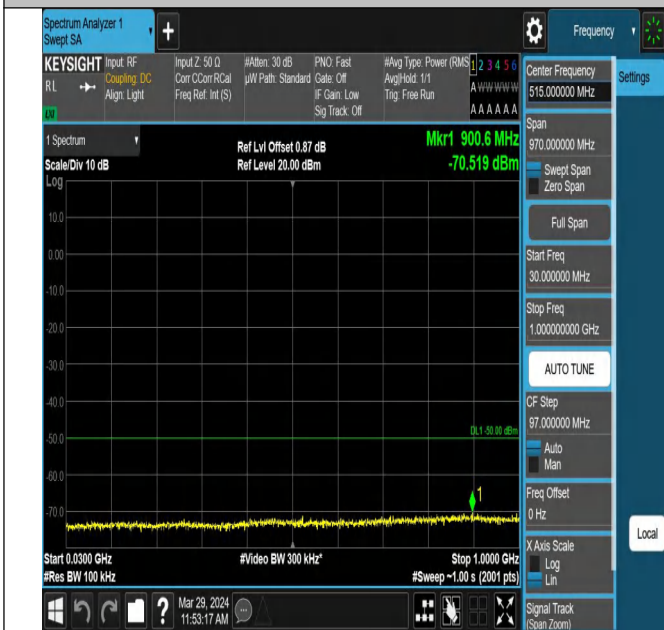 Spectrum Analyzer 1
Swept SA
+
Frequency
KEYSIGHT
RL
LXI
Input: RF
Coupling: DC
Align: Light
Input Z: 50 Ω
Corr CCorr RCal
Freq Ref: Int (S)
#Atten: 30 dB
µW Path: Standard
PNO: Fast
Gate: Off
IF Gain: Low
Sig Track: Off
#Avg Type: Power (RMS
Avg|Hold: 1/1
Trig: Free Run
1 2 3 4 5 6
A W W W W W
A A A A A A
1 Spectrum
Scale/Div 10 dB
Log
Ref Lvl Offset 0.87 dB
Ref Level 20.00 dBm
Mkr1 900.6 MHz
-70.519 dBm
10.0
0.00
-10.0
-20.0
-30.0
-40.0
-50.0
-60.0
-70.0
DL1 -50.00 dBm
1
Start 0.0300 GHz
#Res BW 100 kHz
#Video BW 300 kHz*
Stop 1.0000 GHz
#Sweep ~1.00 s (2001 pts)
Center Frequency
515.000000 MHz
Settings
Span
970.000000 MHz
Swept Span
Zero Span
Full Span
Start Freq
30.000000 MHz
Stop Freq
1.000000000 GHz
AUTO TUNE
CF Step
97.000000 MHz
Auto
Man
Freq Offset
0 Hz
X Axis Scale
Log
Lin
Local
Signal Track
(Span Zoom)
?
Mar 29, 2024
11:53:17 AM